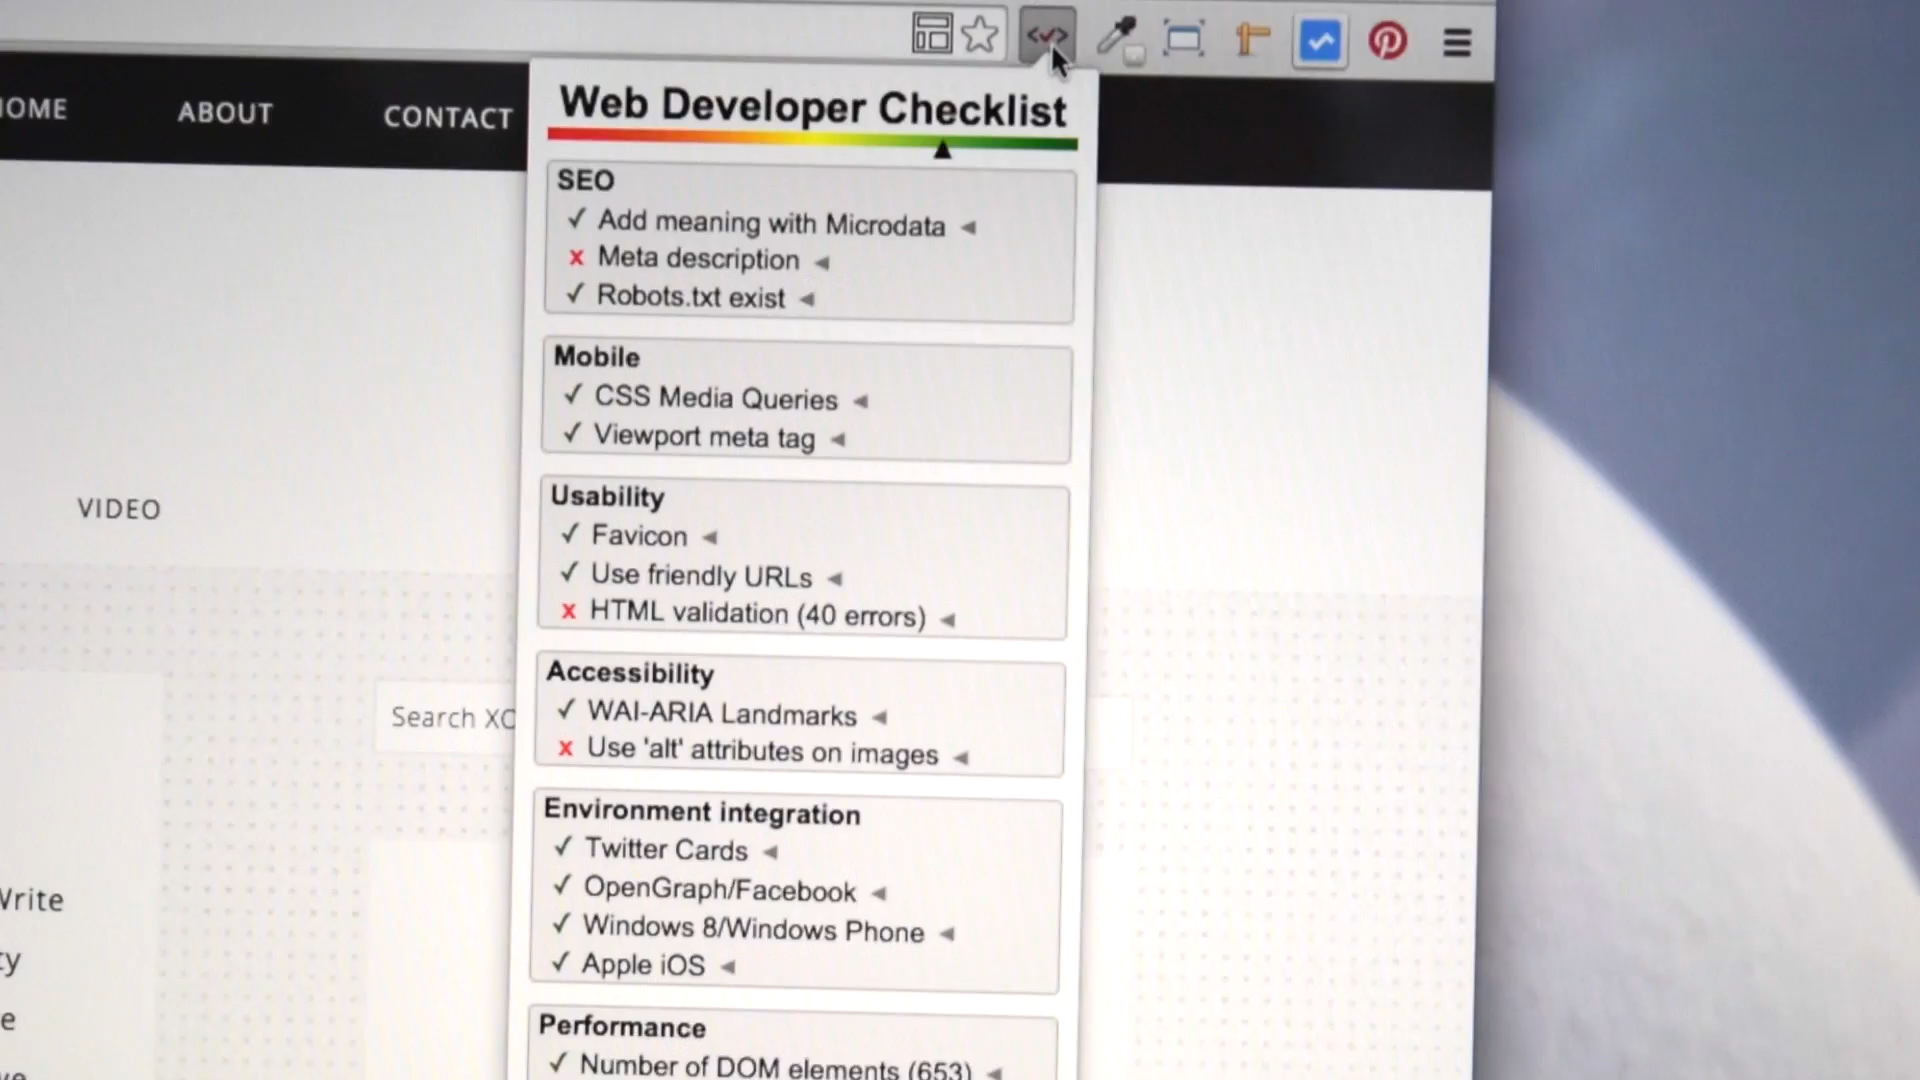 ABOUT
CONTACT
VIDEO
Search
Write
Web Developer Checklist
SEO
✓ Add meaning with Microdata
x Meta description
✓ Robots.txt exist
Mobile
✓ CSS Media Queries
✓ Viewport meta tag
Usability
✓ Favicon
✓ Use friendly URLs
x HTML validation (40 errors)
Accessibility
✓ WAI-ARIA Landmarks
x Use 'alt' attributes on images
Environment integration
✓ Twitter Cards
✓ OpenGraph/Facebook
✓ Windows 8/Windows Phone
✓ Apple iOS
Performance
✓ Number of DOM elements (653)